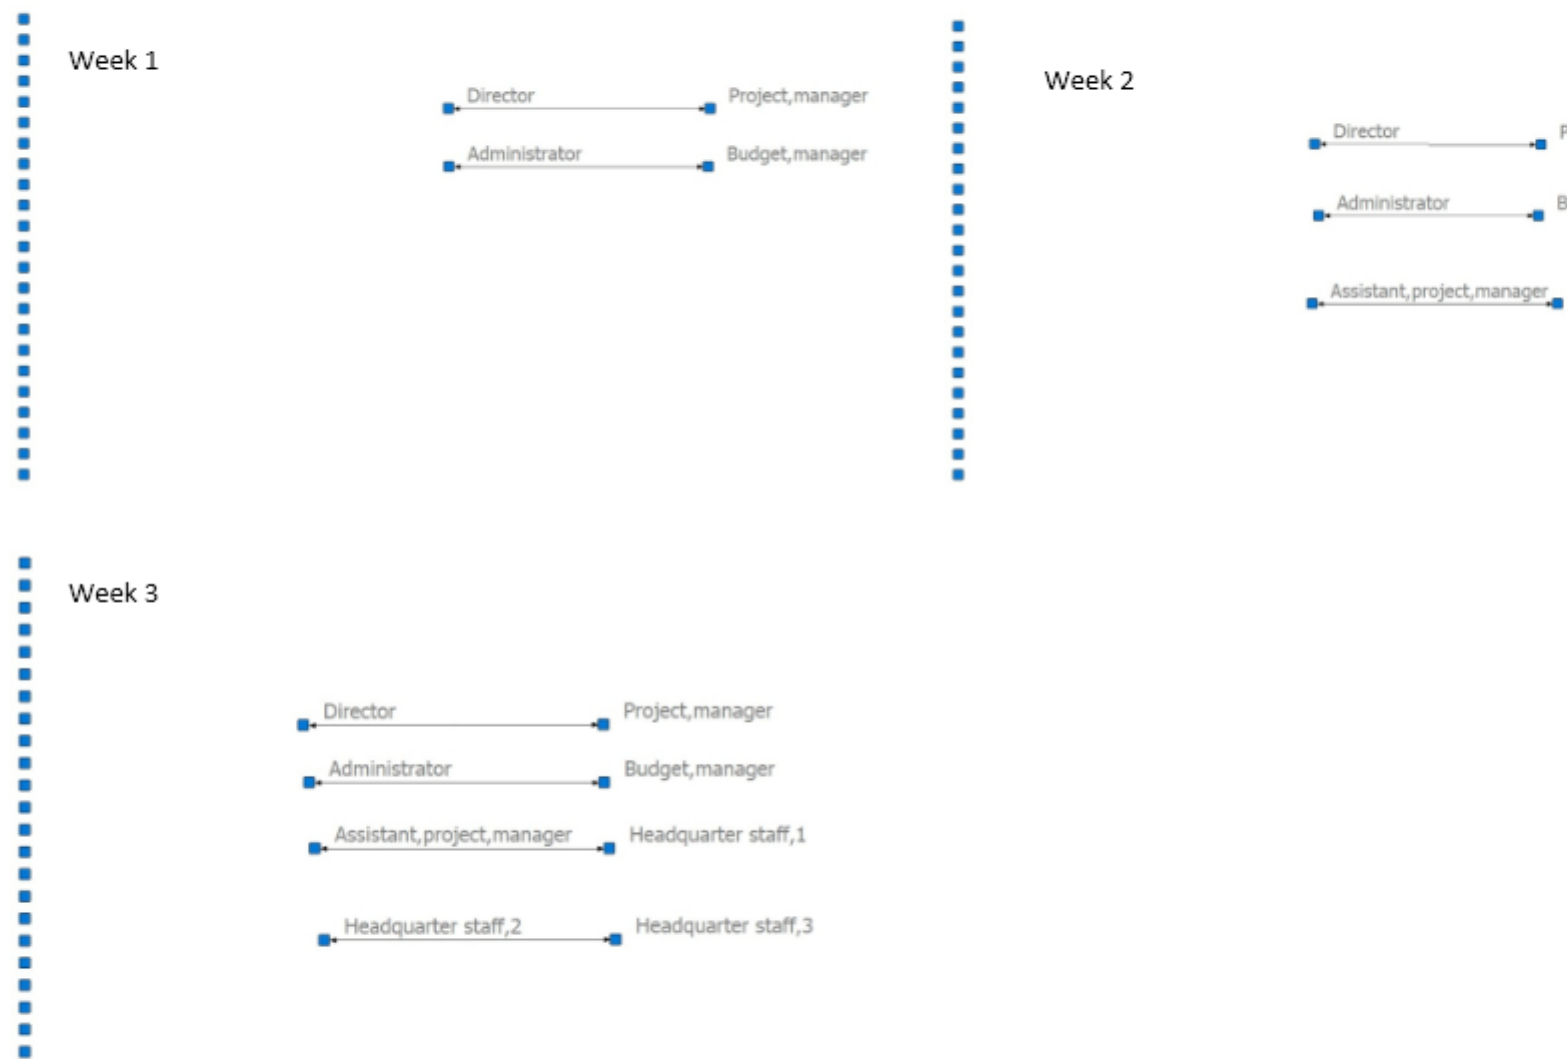 Week 1
Director Project,manager
Administrator Budget,manager
Week 2
Director
Administrator
Assistant,project,manager
Week 3
Director Project,manager
Administrator Budget,manager
Assistant,project,manager Headquarter staff,1
Headquarter staff,2 Headquarter staff,3